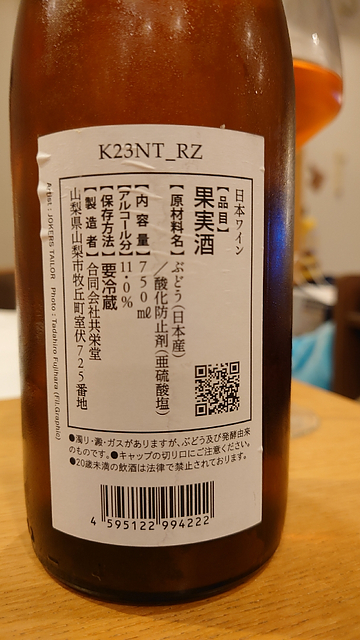 K23NT_RZ
日本ワイン
【品目】
果実酒
【原材料名】ぶどう(日本産)
／酸化防止剤(亜硫酸塩)
【内容量】750㎖
【アルコール分】11.0%
【保存方法】要冷蔵
【製造者】合同会社共栄堂
山梨県山梨市牧丘町室伏725番地
Artist : JOKERS TAILOR Photo : Tadahiro Fujihara (Fii.Graphic)
●濁り・澱・ガスがありますが、ぶどう及び発酵由来
のものです。●キャップの切り口にご注意ください。
●20歳未満の飲酒は法律で禁止されております。
4 595122 994222